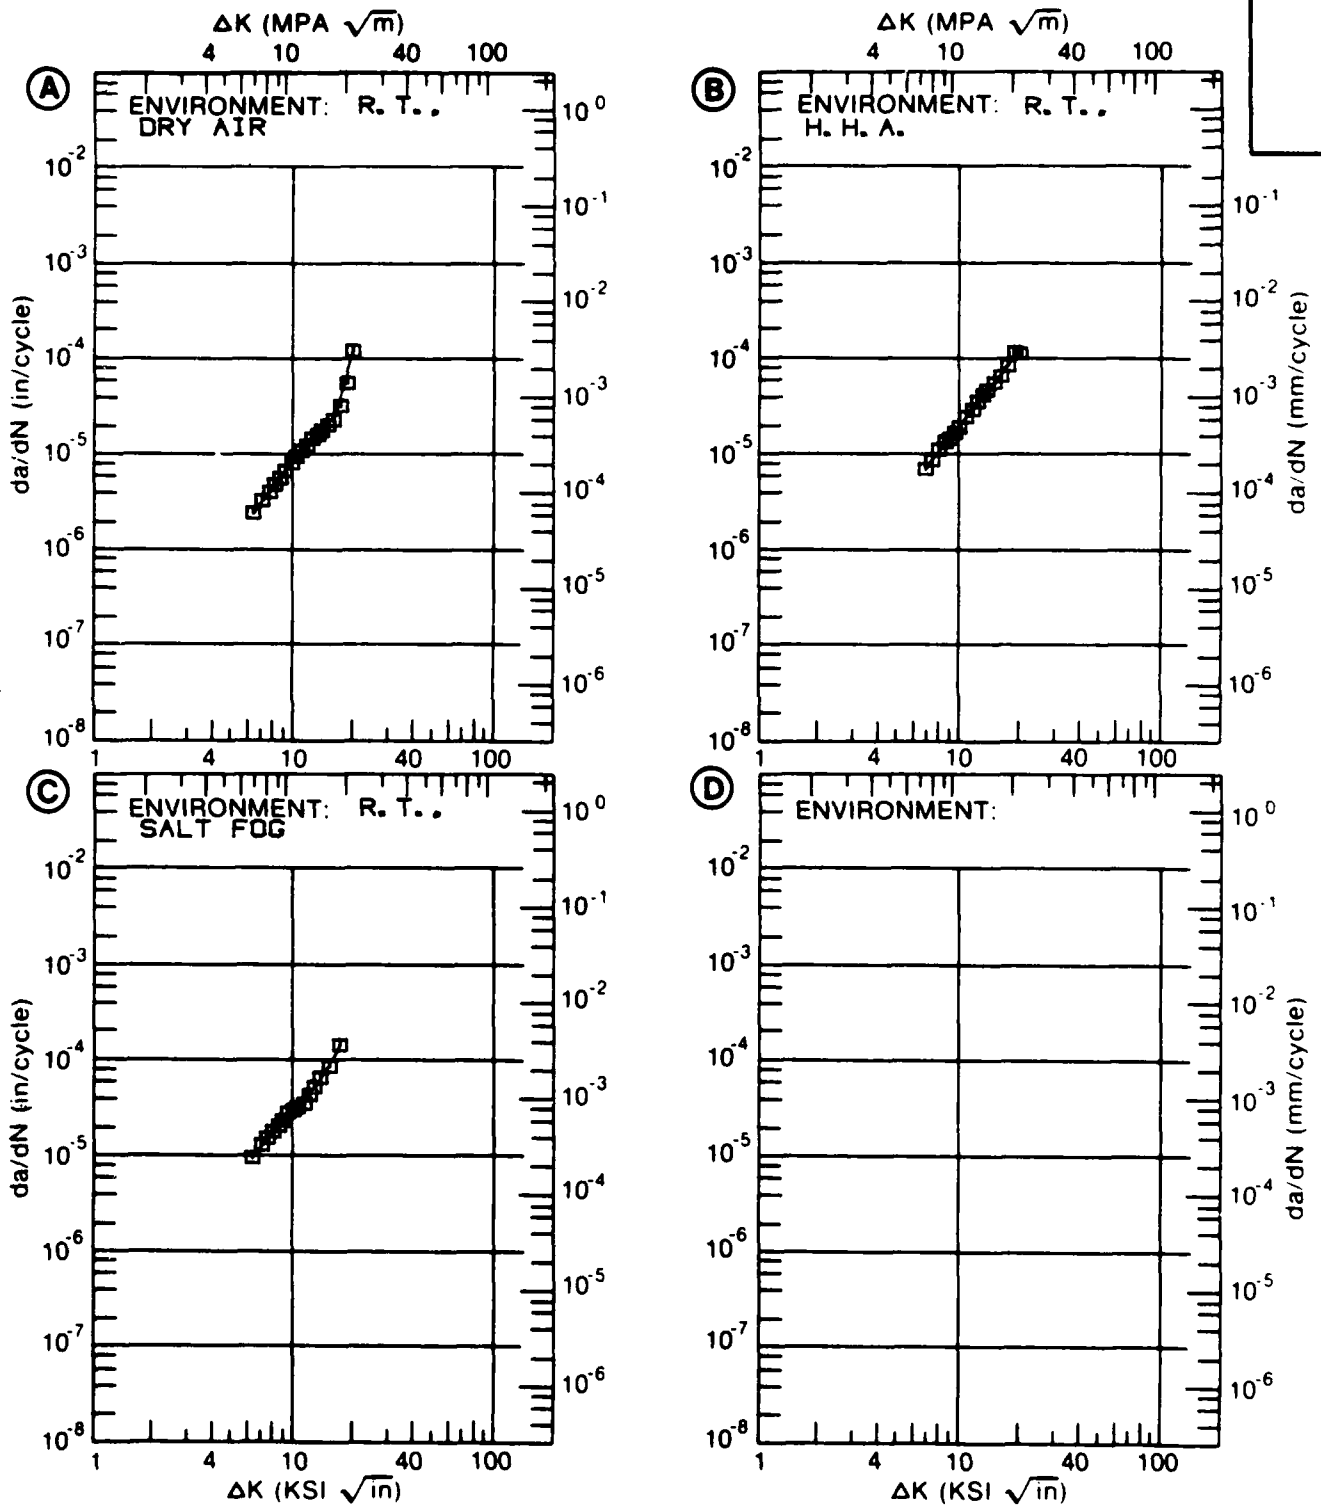 ΔK (MPA √m)
4 10 40 100
ΔK (MPA √m)
4 10 40 100
A
ENVIRONMENT: R. T.,
DRY AIR
10^0
10^-2
10^-1
10^-3
10^-2
10^-4
10^-3
10^-5
10^-4
10^-6
10^-5
10^-7
10^-6
10^-8
1 4 10 40 100
da/dN (in/cycle)
B
ENVIRONMENT: R. T.,
H. H. A.
10^-2
10^-1
10^-3
10^-2
10^-4
10^-3
10^-5
10^-4
10^-6
10^-5
10^-7
10^-6
10^-8
1 4 10 40 100
da/dN (mm/cycle)
C
ENVIRONMENT: R. T.,
SALT FOG
10^0
10^-2
10^-1
10^-3
10^-2
10^-4
10^-3
10^-5
10^-4
10^-6
10^-5
10^-7
10^-6
10^-8
1 4 10 40 100
da/dN (in/cycle)
ΔK (KSI √in)
D
ENVIRONMENT:
10^0
10^-2
10^-1
10^-3
10^-2
10^-4
10^-3
10^-5
10^-4
10^-6
10^-5
10^-7
10^-6
10^-8
1 4 10 40 100
da/dN (mm/cycle)
ΔK (KSI √in)